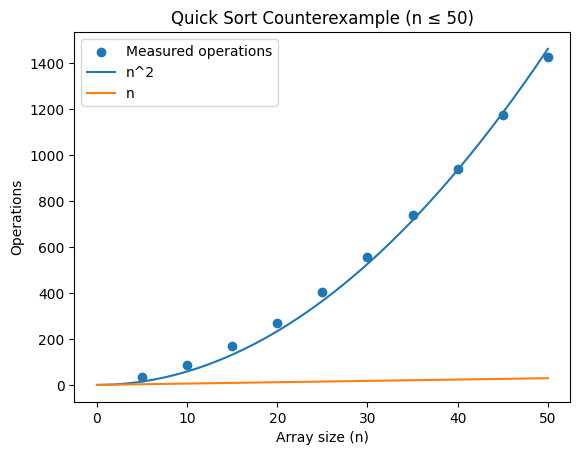 Quick Sort Counterexample (n ≤ 50)
Measured operations
n^2
n
Operations
1400
1200
1000
800
600
400
200
0
0 10 20 30 40 50
Array size (n)